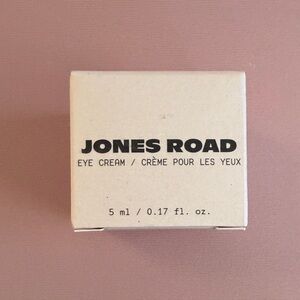 JONES ROAD
EYE CREAM / CRÈME POUR LES YEUX
5 ml / 0.17 fl. oz.